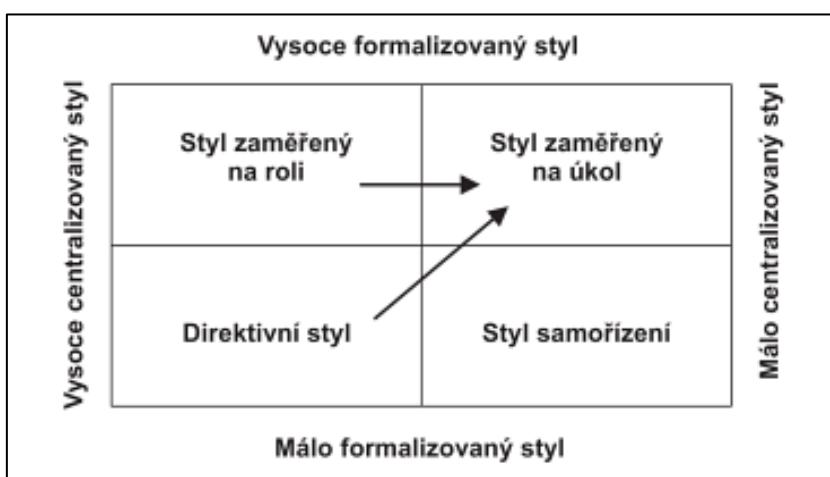 Vysoce formalizovaný styl
Vysoce centralizovaný styl
Styl zaměřený
na roli
Styl zaměřený
na úkol
Direktivní styl
Styl samořízení
Málo centralizovaný styl
Málo formalizovaný styl